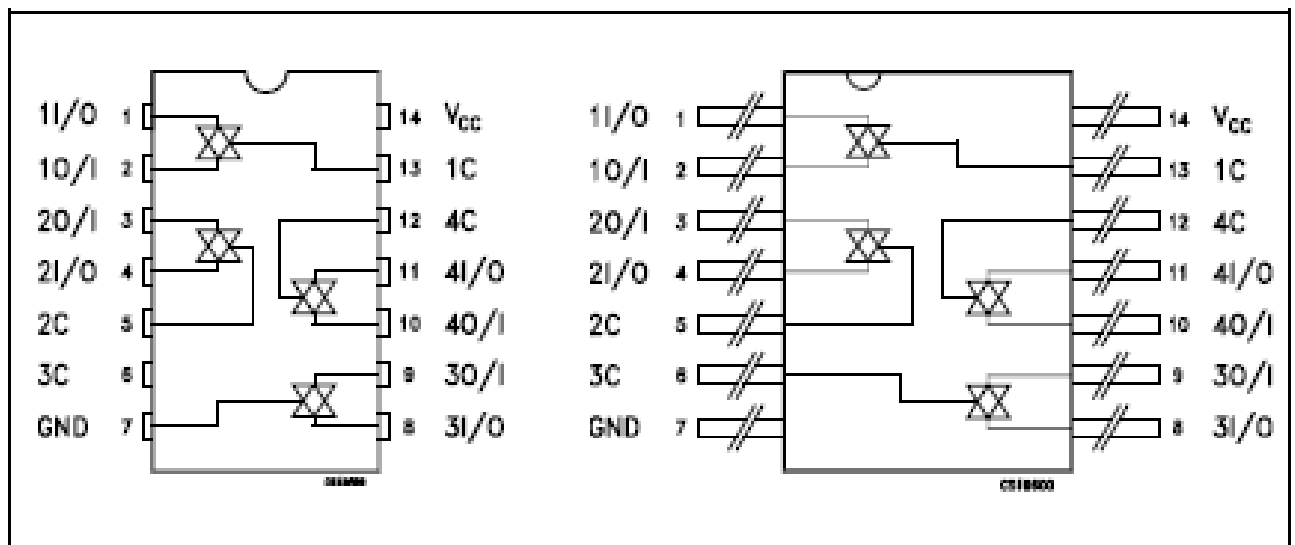 1I/O 1 14 VCC
1O/I 2 13 1C
2O/I 3 12 4C
2I/O 4 11 4I/O
2C 5 10 4O/I
3C 6 9 3O/I
GND 7 8 3I/O
1I/O 1 14 VCC
1O/I 2 13 1C
2O/I 3 12 4C
2I/O 4 11 4I/O
2C 5 10 4O/I
3C 6 9 3O/I
GND 7 8 3I/O